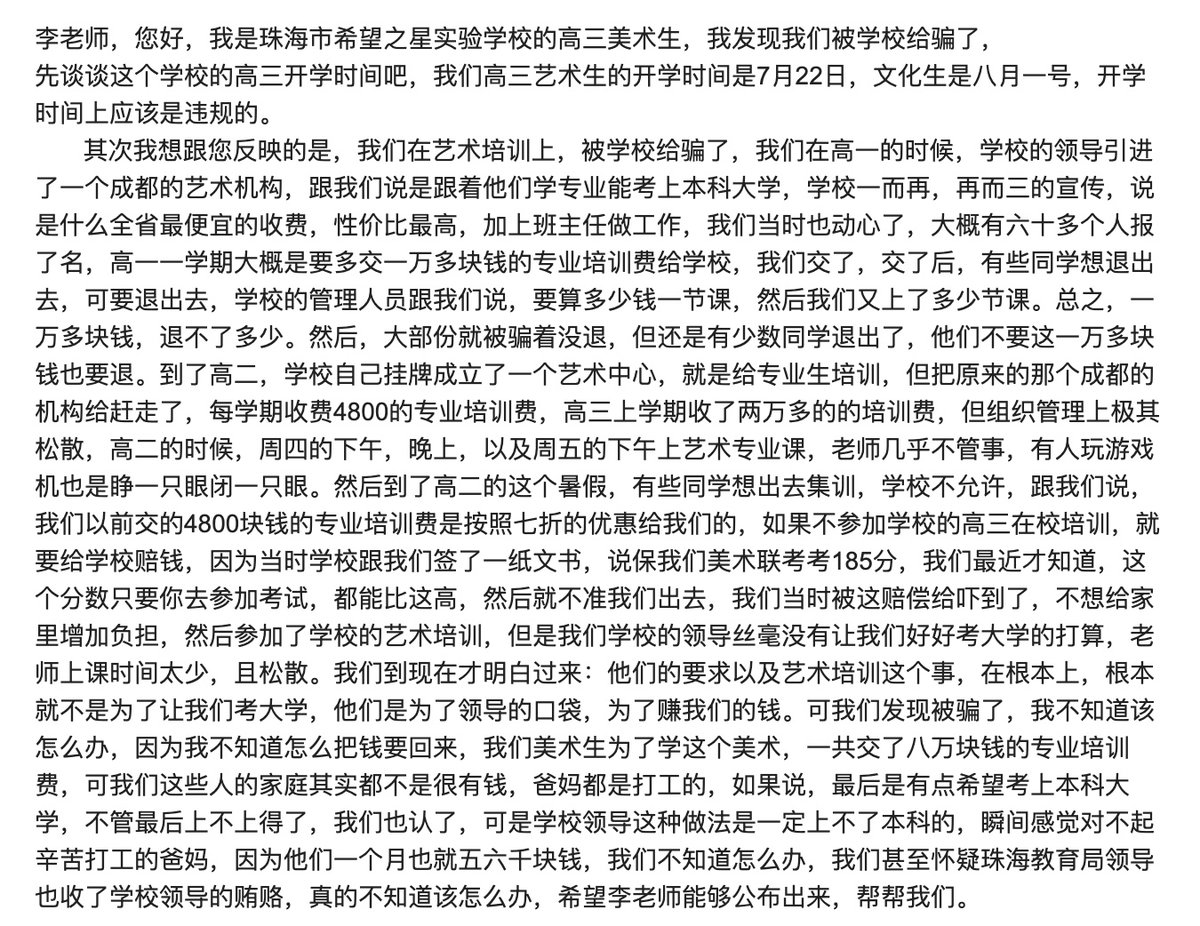 李老师，您好，我是珠海市希望之星实验学校的高三美术生，我发现我们被学校给骗了，
先谈谈这个学校的高三开学时间吧，我们高三艺术生的开学时间是7月22日，文化生是八月一号，开学
时间上应该是违规的。
其次我想跟您反映的是，我们在艺术培训上，被学校给骗了，我们在高一的时候，学校的领导引进
了一个成都的艺术机构，跟我们说是跟着他们学专业能考上本科大学，学校一而再，再而三的宣传，说
是什么全省最便宜的收费，性价比最高，加上班主任做工作，我们当时也动心了，大概有六十多个人报
了名，高一一学期大概是要多交一万多块钱的专业培训费给学校，我们交了，交了后，有些同学想退出
去，可要退出去，学校的管理人员跟我们说，要算多少钱一节课，然后我们又上了多少节课。总之，一
万多块钱，退不了多少。然后，大部份就被骗着没退，但还是有少数同学退出了，他们不要这一万多块
钱也要退。到了高二，学校自己挂牌成立了一个艺术中心，就是给专业生培训，但把原来的那个成都的
机构给赶走了，每学期收费4800的专业培训费，高三上学期收了两万多的的培训费，但组织管理上极其
松散，高二的时候，周四的下午，晚上，以及周五的下午上艺术专业课，老师几乎不管事，有人玩游戏
机也是睁一只眼闭一只眼。然后到了高二的这个暑假，有些同学想出去集训，学校不允许，跟我们说，
我们以前交的4800块钱的专业培训费是按照七折的优惠给我们的，如果不参加学校的高三在校培训，就
要给学校赔钱，因为当时学校跟我们签了一纸文书，说保我们美术联考考185分，我们最近才知道，这
个分数只要你去参加考试，都能比这高，然后就不准我们出去，我们当时被这赔偿给吓到了，不想给家
里增加负担，然后参加了学校的艺术培训，但是我们学校的领导丝毫没有让我们好好考大学的打算，老
师上课时间太少，且松散。我们到现在才明白过来：他们的要求以及艺术培训这个事，在根本上，根本
就不是为了让我们考大学，他们是为了领导的口袋，为了赚我们的钱。可我们发现被骗了，我不知道该
怎么办，因为我不知道怎么把钱要回来，我们美术生为了学这个美术，一共交了八万块钱的专业培训
费，可我们这些人的家庭其实都不是很有钱，爸妈都是打工的，如果说，最后是有点希望考上本科大
学，不管最后上不上得了，我们也认了，可是学校领导这种做法是一定上不了本科的，瞬间感觉对不起
辛苦打工的爸妈，因为他们一个月也就五六千块钱，我们不知道怎么办，我们甚至怀疑珠海教育局领导
也收了学校领导的贿赂，真的不知道该怎么办，希望李老师能够公布出来，帮帮我们。